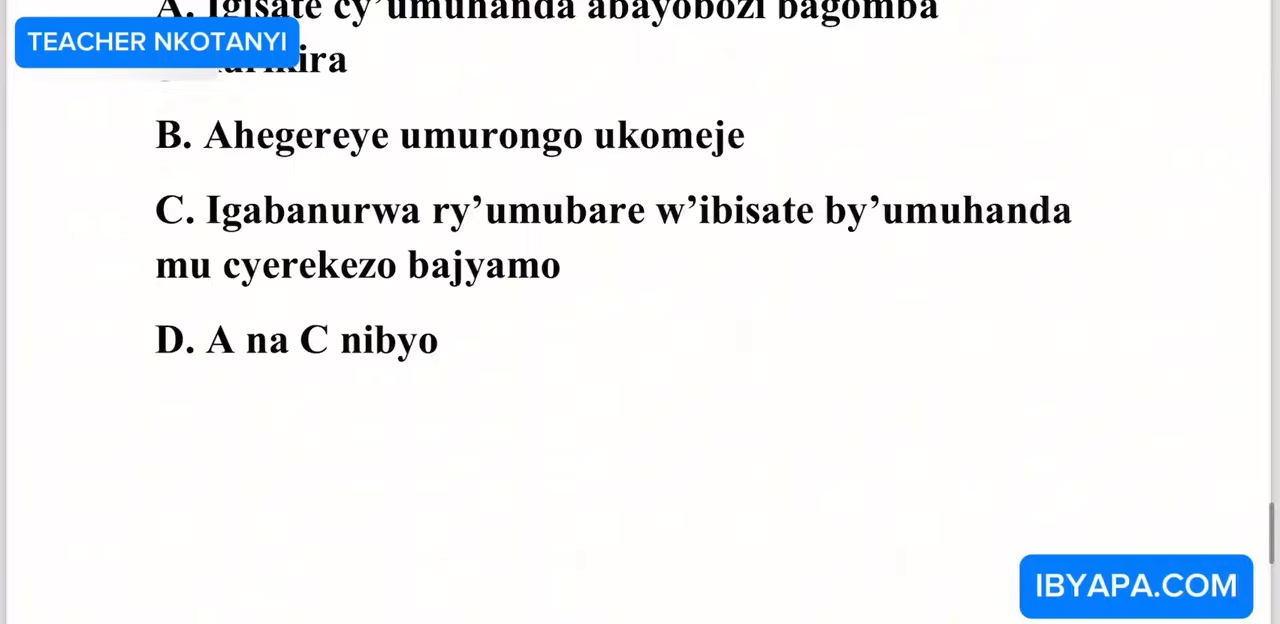 A. Igisate cy’umuhanda abayobozi bagomba
TEACHER NKOTANYI
B. Ahegereye umurongo ukomeje
C. Igabanurwa ry’umubare w’ibisate by’umuhanda
mu cyerekezo bajyamo
D. A na C nibyo
IBYAPA.COM